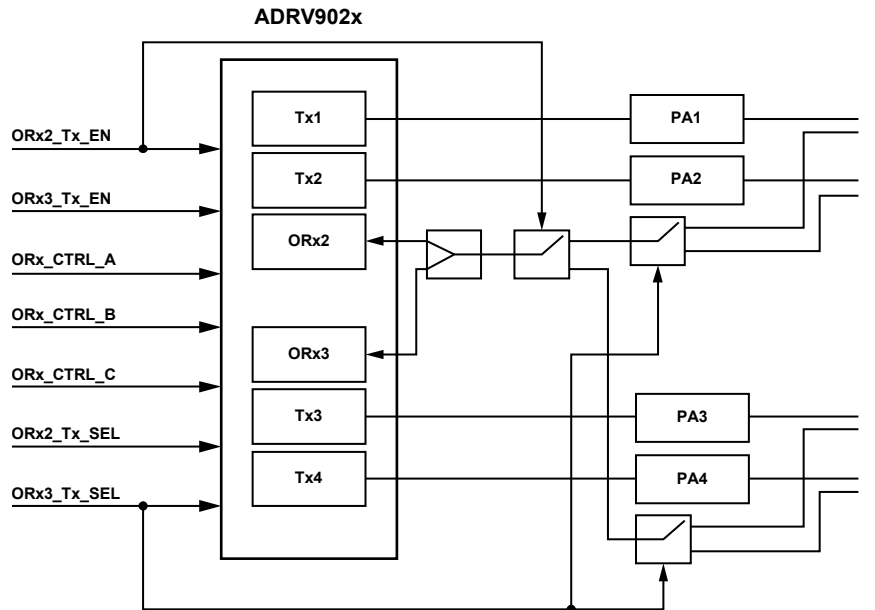 ADRV902x
ORx2_Tx_EN
ORx3_Tx_EN
ORx_CTRL_A
ORx_CTRL_B
ORx_CTRL_C
ORx2_Tx_SEL
ORx3_Tx_SEL
Tx1
Tx2
ORx2
ORx3
Tx3
Tx4
PA1
PA2
PA3
PA4